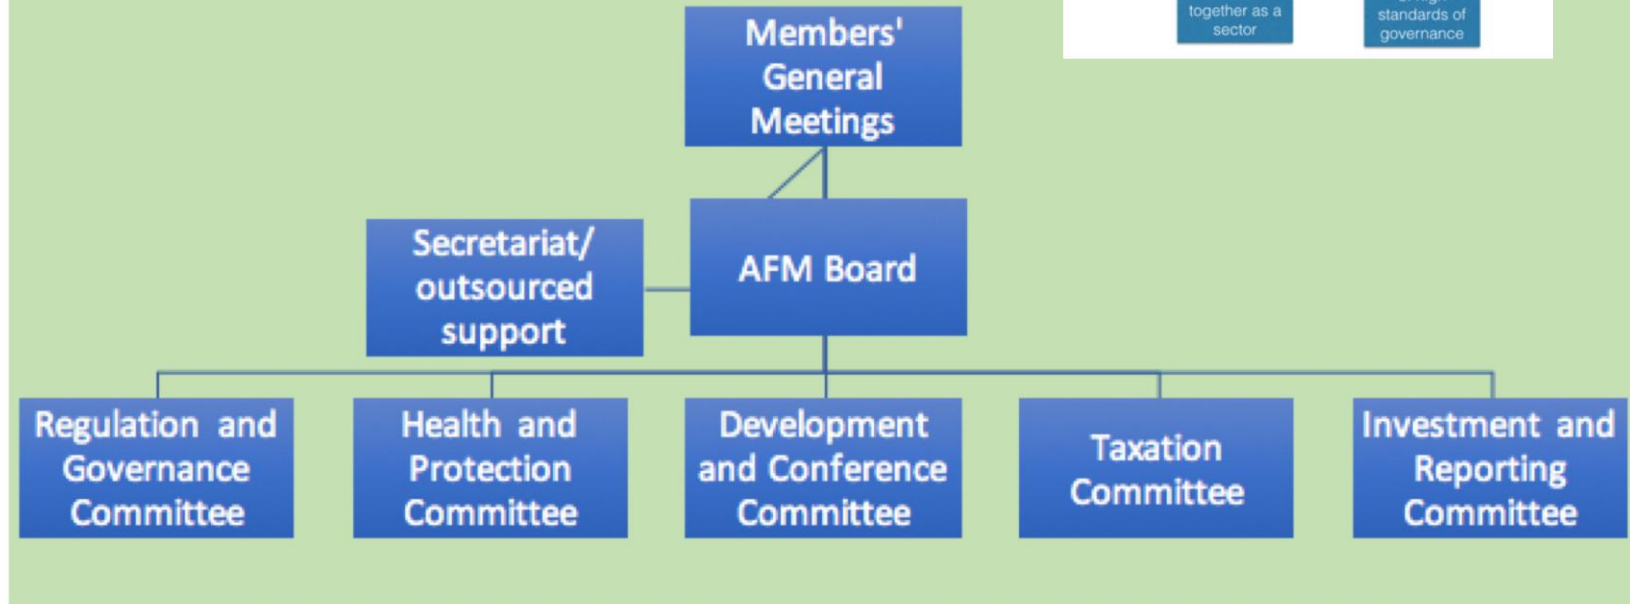 together as a
sector
standards of
governance
Members'
General
Meetings
Secretariat/
outsourced
support
AFM Board
Regulation and
Governance
Committee
Health and
Protection
Committee
Development
and Conference
Committee
Taxation
Committee
Investment and
Reporting
Committee